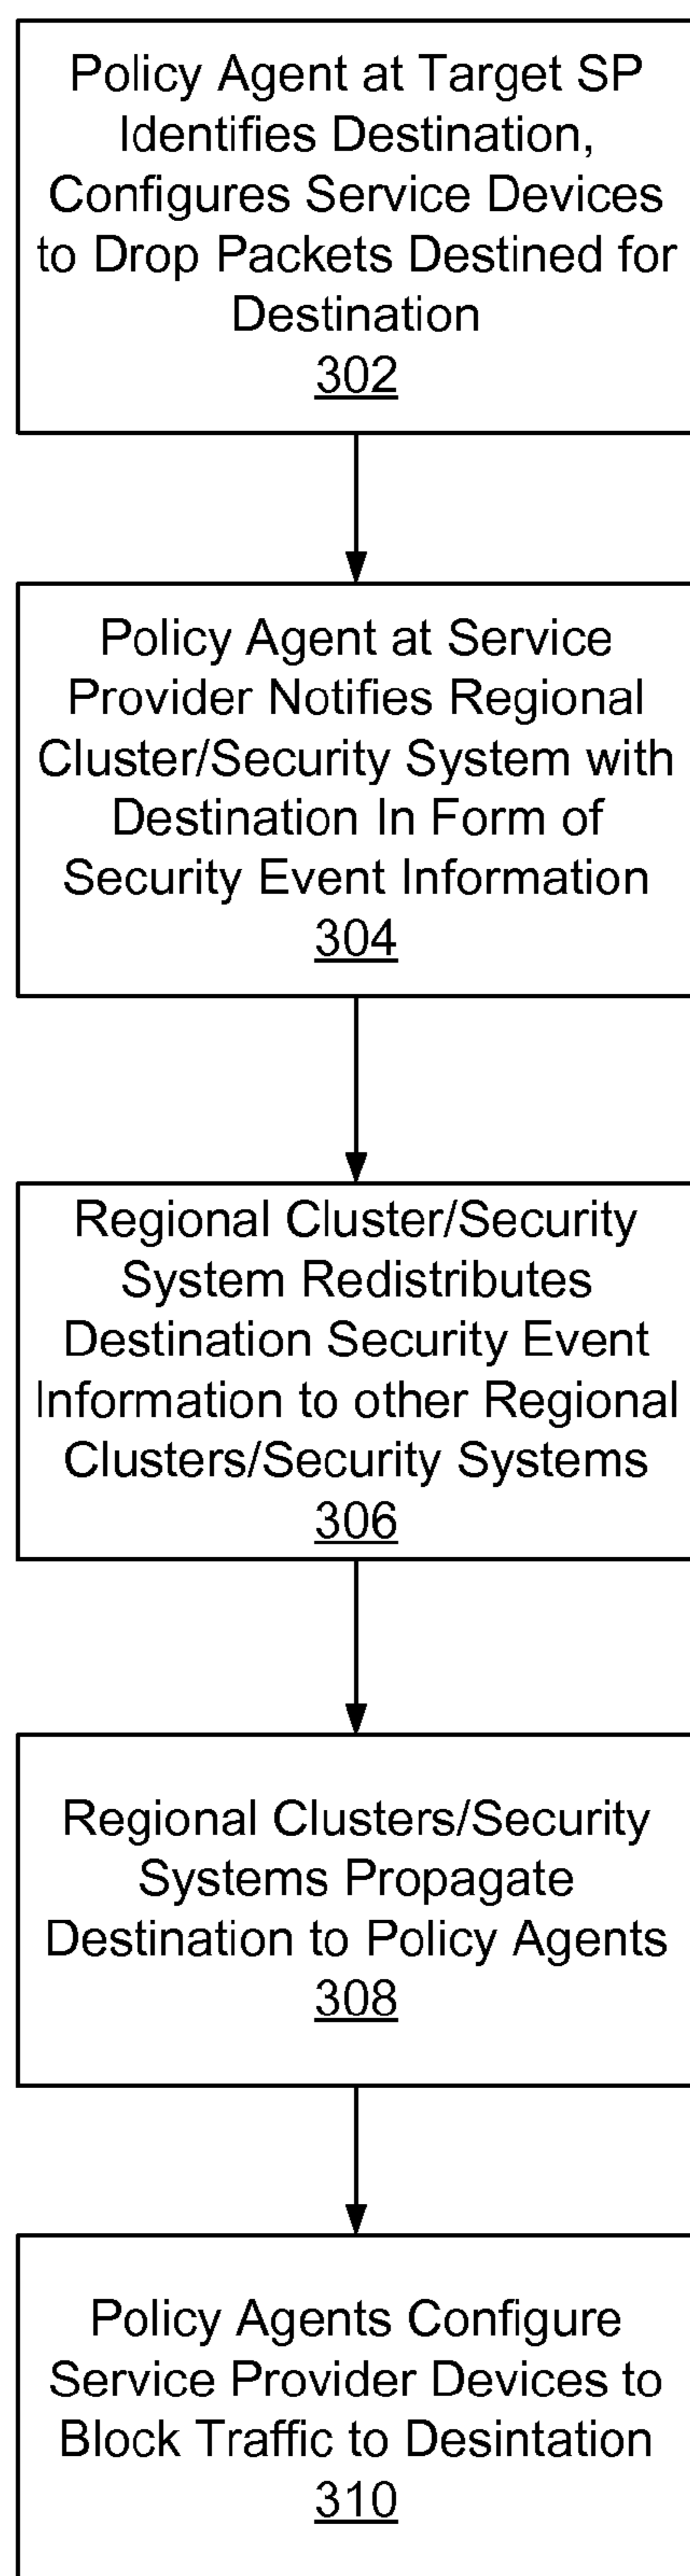 Policy Agent at Target SP
Identifies Destination,
Configures Service Devices
to Drop Packets Destined for
Destination
302
Policy Agent at Service
Provider Notifies Regional
Cluster/Security System with
Destination In Form of
Security Event Information
304
Regional Cluster/Security
System Redistributes
Destination Security Event
Information to other Regional
Clusters/Security Systems
306
Regional Clusters/Security
Systems Propagate
Destination to Policy Agents
308
Policy Agents Configure
Service Provider Devices to
Block Traffic to Desintation
310